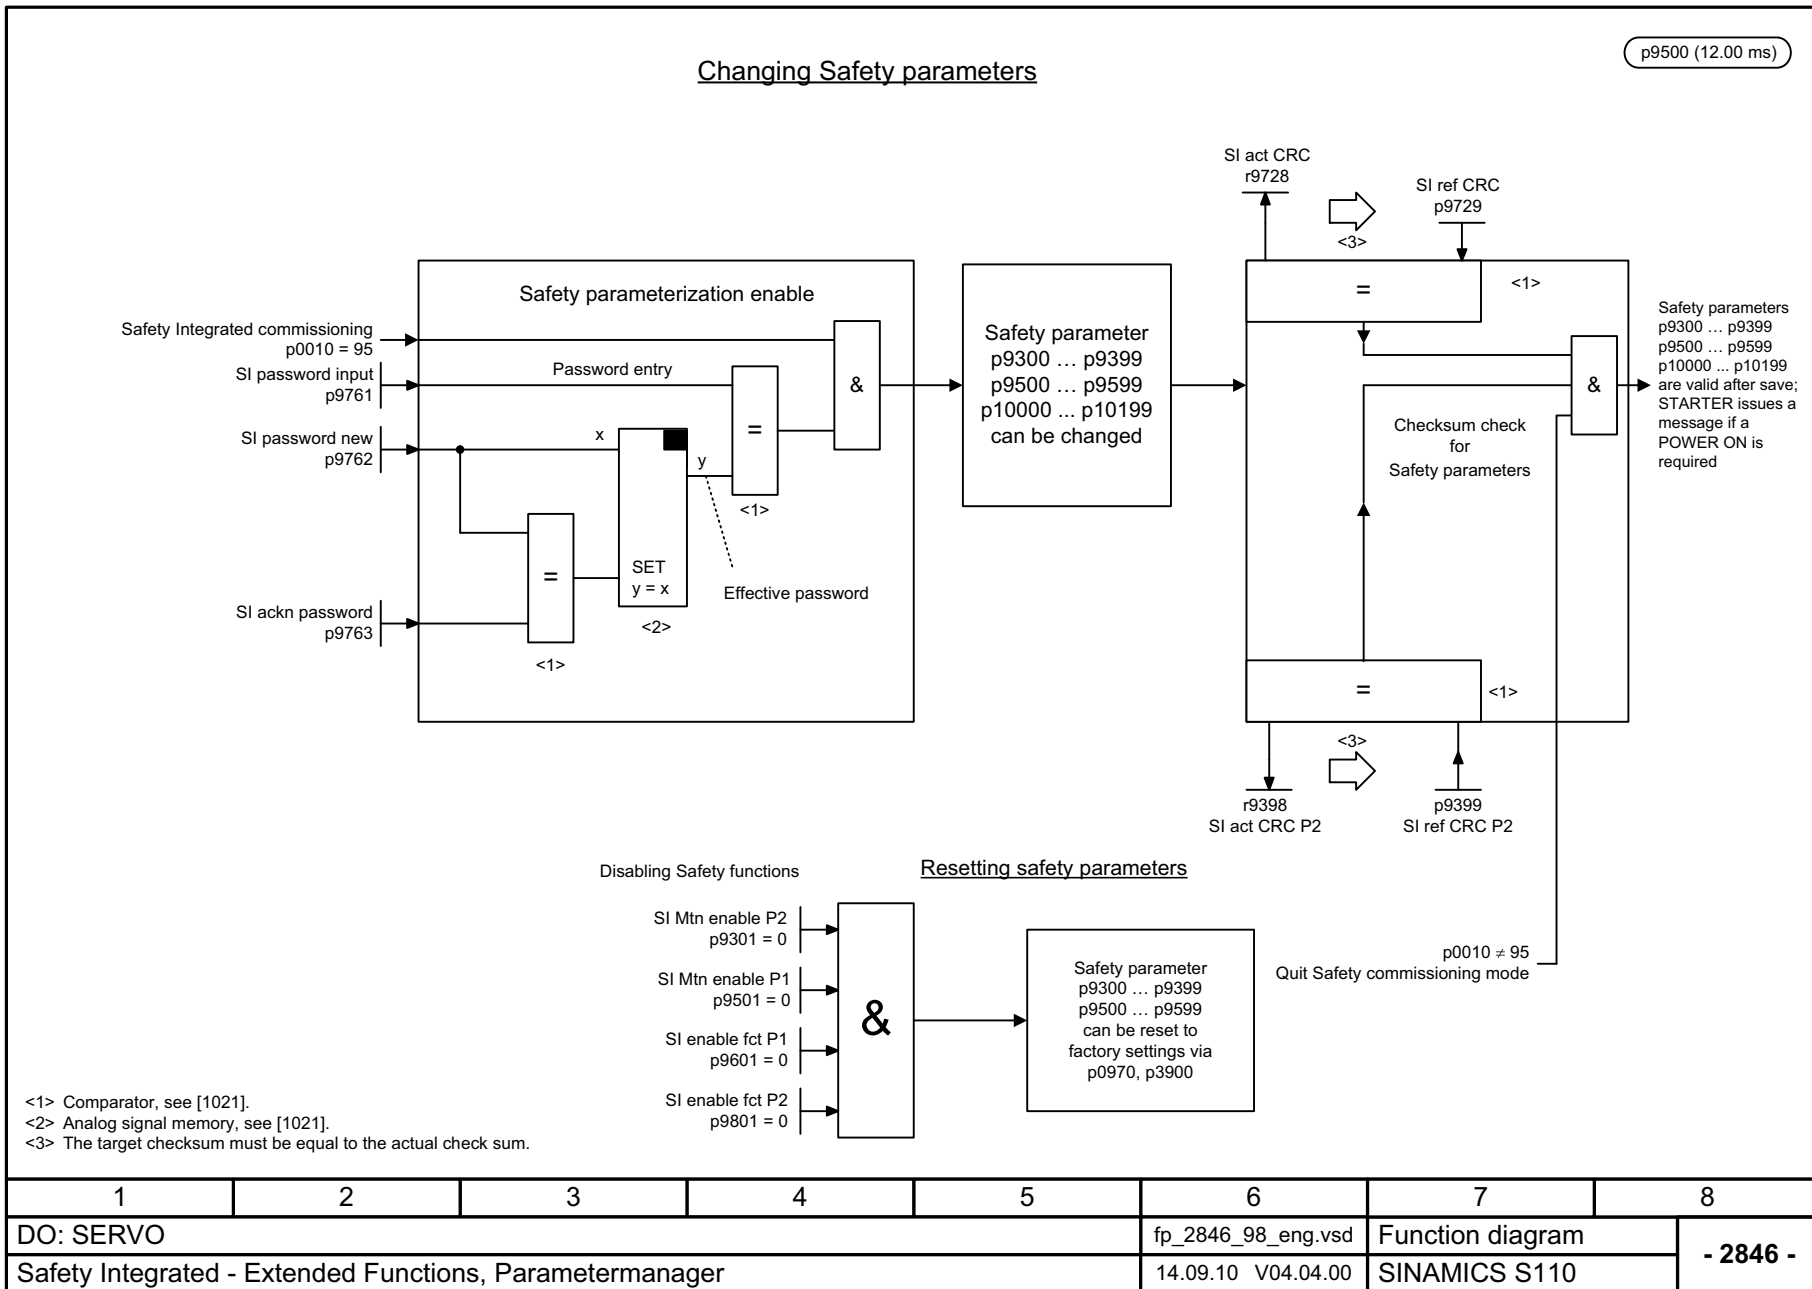 Changing Safety parameters
p9500 (12.00 ms)
SI act CRC
r9728
<3>
SI ref CRC
p9729
Safety parameterization enable
Safety Integrated commissioning
p0010 = 95
SI password input
p9761
Password entry
SI password new
p9762
x
y
=
<1>
&
=
SET
y = x
<2>
Effective password
SI ackn password
p9763
<1>
Safety parameter
p9300 … p9399
p9500 … p9599
p10000 ... p10199
can be changed
=
<1>
Checksum check
for
Safety parameters
&
Safety parameters
p9300 … p9399
p9500 … p9599
p10000 ... p10199
are valid after save;
STARTER issues a
message if a
POWER ON is
required
=
<1>
<3>
r9398
SI act CRC P2
p9399
SI ref CRC P2
p0010 ≠ 95
Quit Safety commissioning mode
Disabling Safety functions
Resetting safety parameters
SI Mtn enable P2
p9301 = 0
SI Mtn enable P1
p9501 = 0
SI enable fct P1
p9601 = 0
SI enable fct P2
p9801 = 0
&
Safety parameter
p9300 … p9399
p9500 … p9599
can be reset to
factory settings via
p0970, p3900
<1> Comparator, see [1021].
<2> Analog signal memory, see [1021].
<3> The target checksum must be equal to the actual check sum.
1 2 3 4 5 6 7 8
DO: SERVO
fp_2846_98_eng.vsd
Function diagram
- 2846 -
Safety Integrated - Extended Functions, Parametermanager
14.09.10 V04.04.00
SINAMICS S110